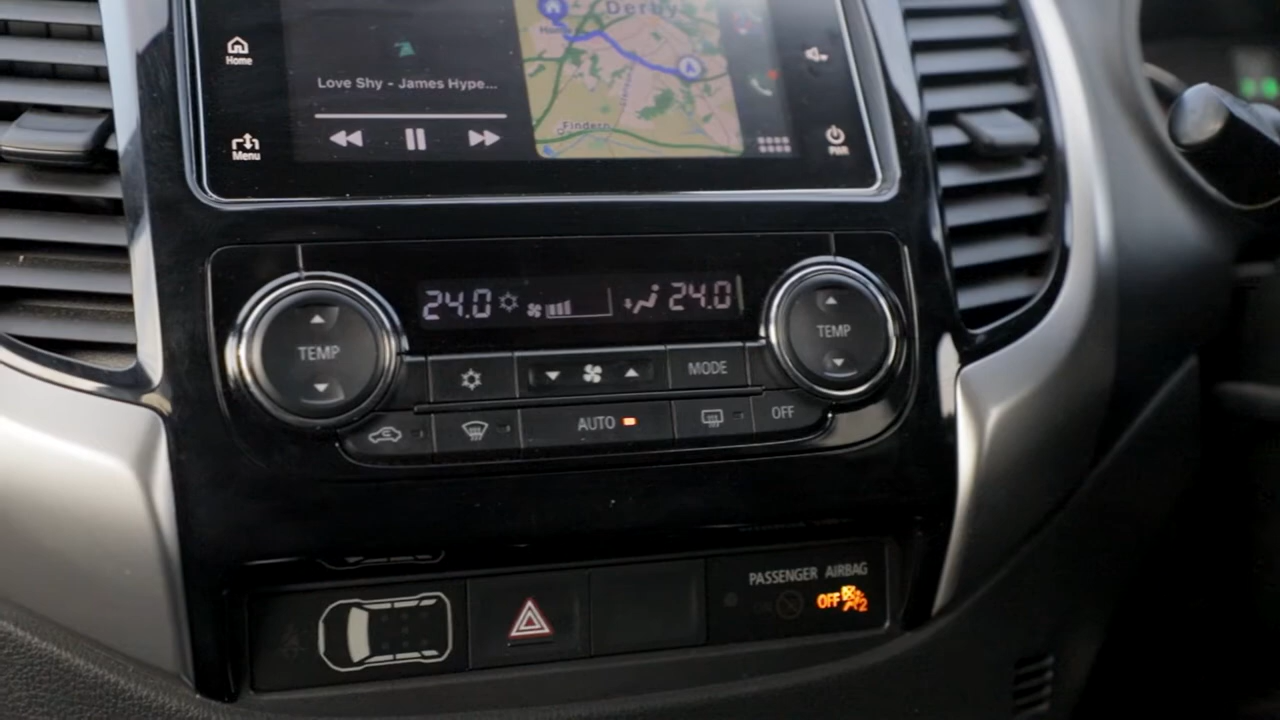 Derby
Home
Love Shy - James Hype...
Findern
Menu
PWR
24.0
24.0
TEMP
TEMP
MODE
AUTO
OFF
PASSENGER AIRBAG
OFF
2